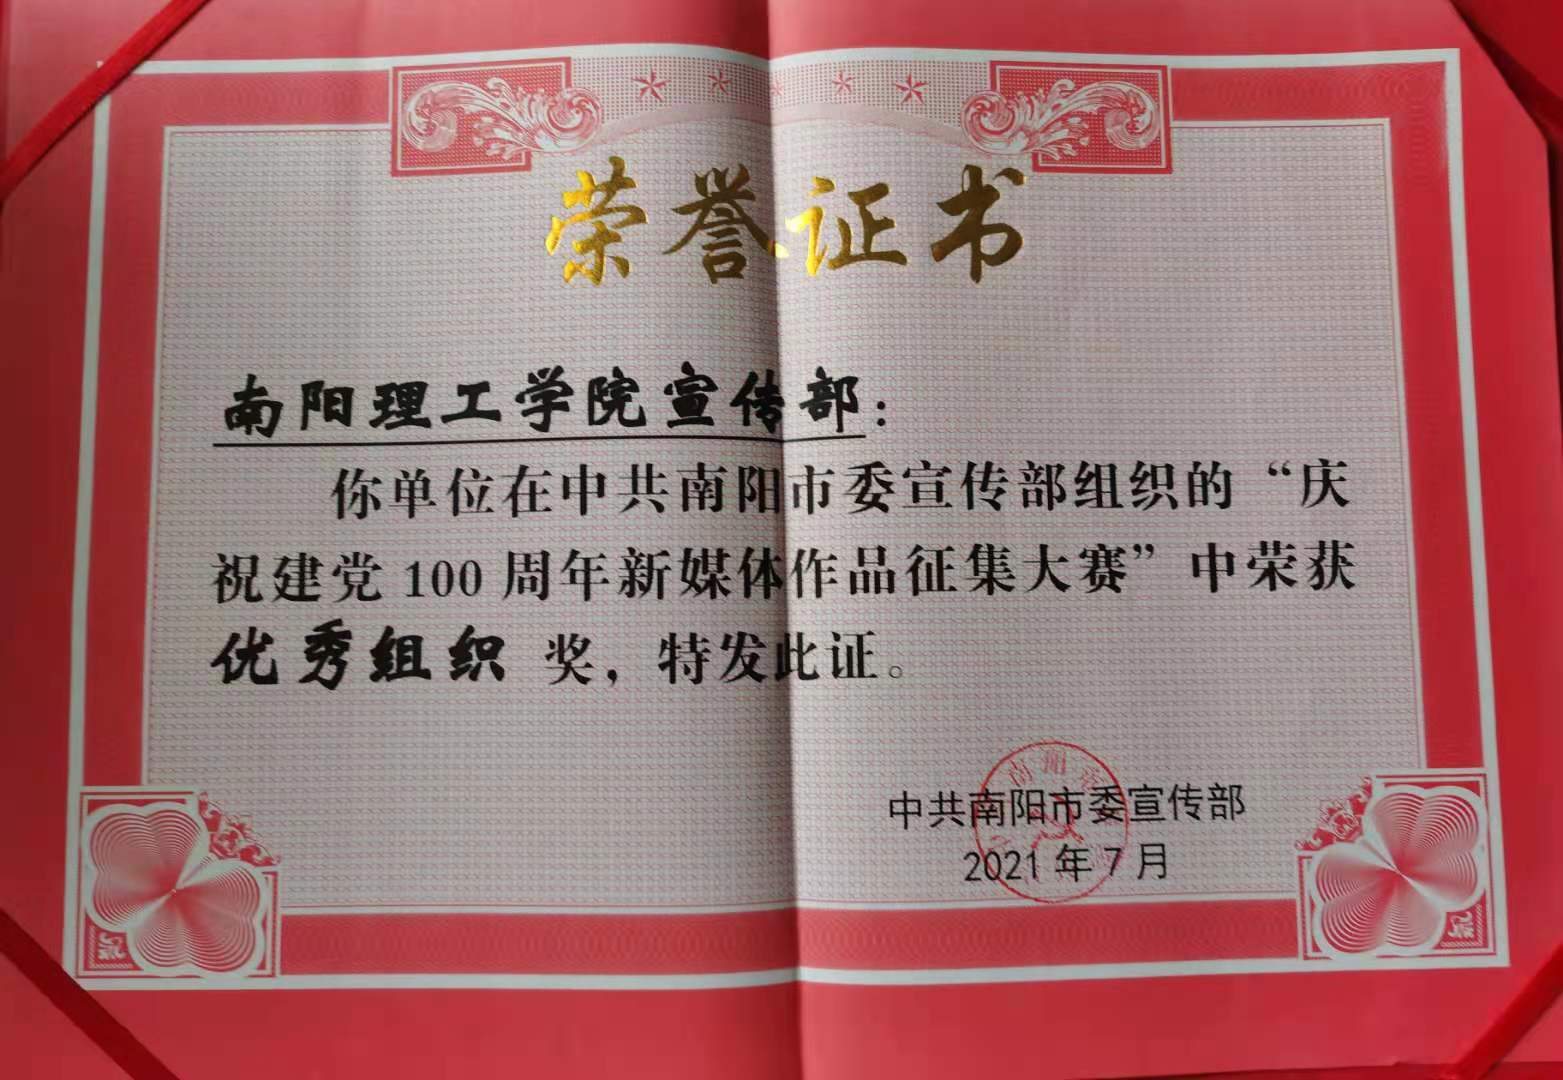 荣誉证书
南阳理工学院宣传部：
你单位在中共南阳市委宣传部组织的“庆
祝建党100周年新媒体作品征集大赛”中荣获
优秀组织 奖，特发此证。
中共南阳市委宣传部
2021年7月